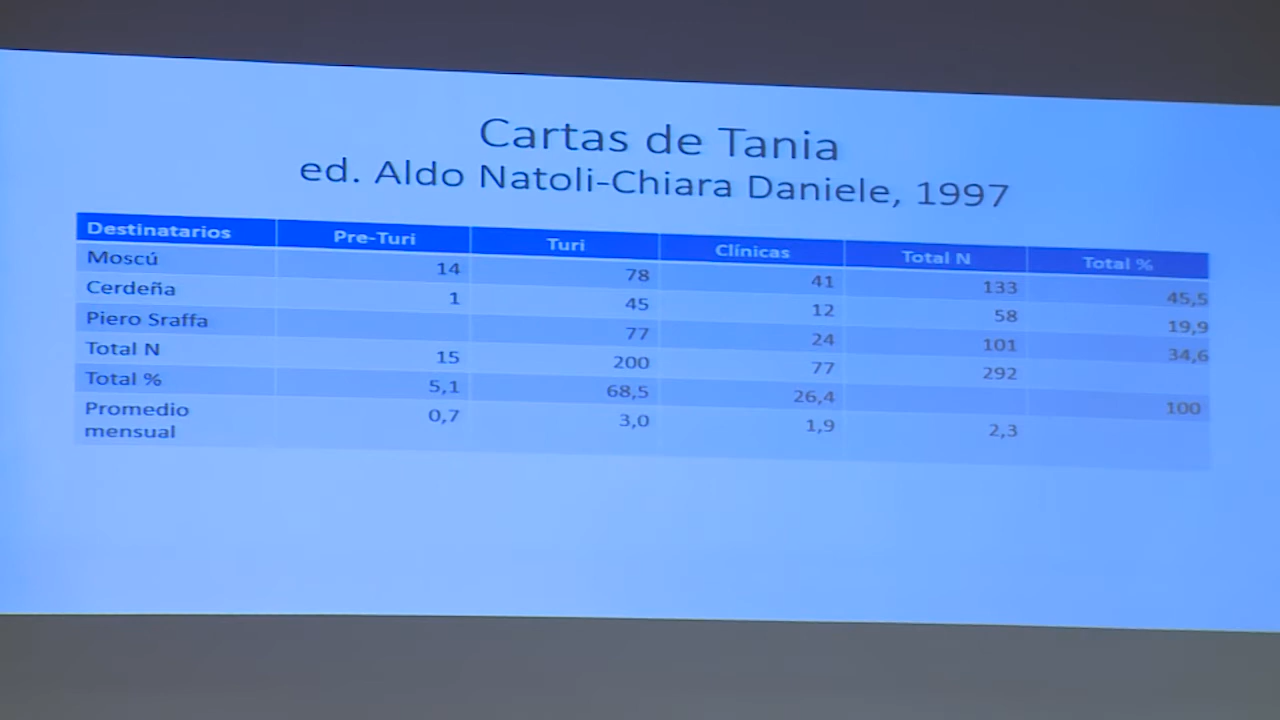 Cartas de Tania
ed. Aldo Natoli-Chiara Daniele, 1997
Destinatarios Pre-Turi Turi Clínicas Total N Total %
Moscú 14 78 41 133 45,5
Cerdeña 1 45 12 58 19,9
Piero Sraffa 77 24 101 34,6
Total N 15 200 77 292
Total % 5,1 68,5 26,4 100
Promedio mensual 0,7 3,0 1,9 2,3